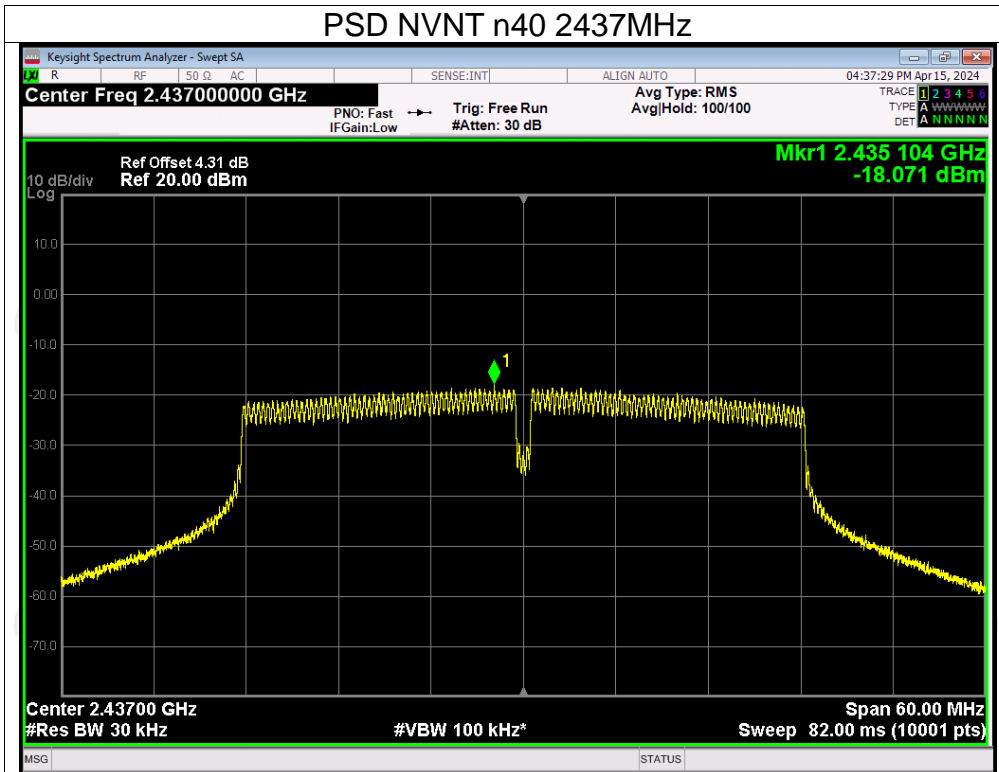 PSD NVNT n40 2437MHz
Keysight Spectrum Analyzer - Swept SA
LXI R RF 50 Ω AC SENSE:INT ALIGN AUTO 04:37:29 PM Apr 15, 2024
Center Freq 2.437000000 GHz Avg Type: RMS TRACE 1 2 3 4 5 6
PNO: Fast Trig: Free Run Avg|Hold: 100/100 TYPE A WWWWW
IFGain:Low #Atten: 30 dB DET A N N N N N
Mkr1 2.435 104 GHz
Ref Offset 4.31 dB
10 dB/div Ref 20.00 dBm -18.071 dBm
Log
10.0
0.00
1
-10.0
-20.0
-30.0
-40.0
-50.0
-60.0
-70.0
Center 2.43700 GHz Span 60.00 MHz
#Res BW 30 kHz #VBW 100 kHz* Sweep 82.00 ms (10001 pts)
MSG STATUS